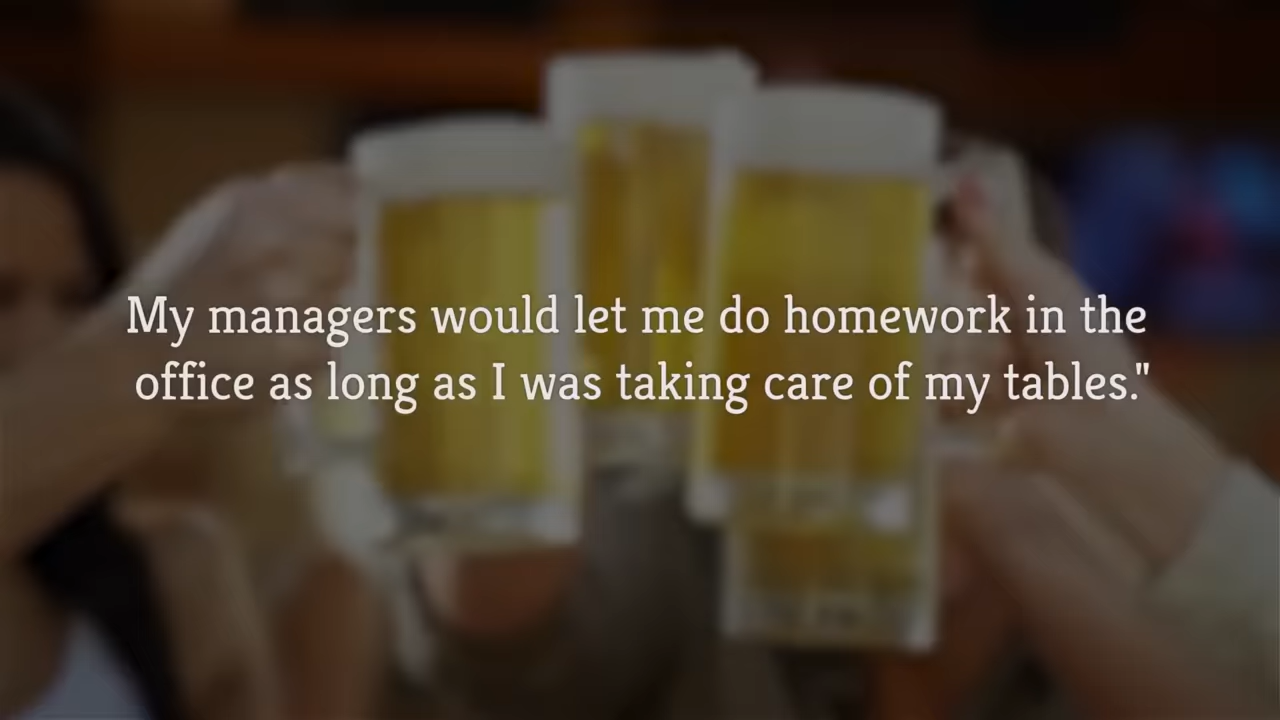 My managers would let me do homework in the
office as long as I was taking care of my tables."